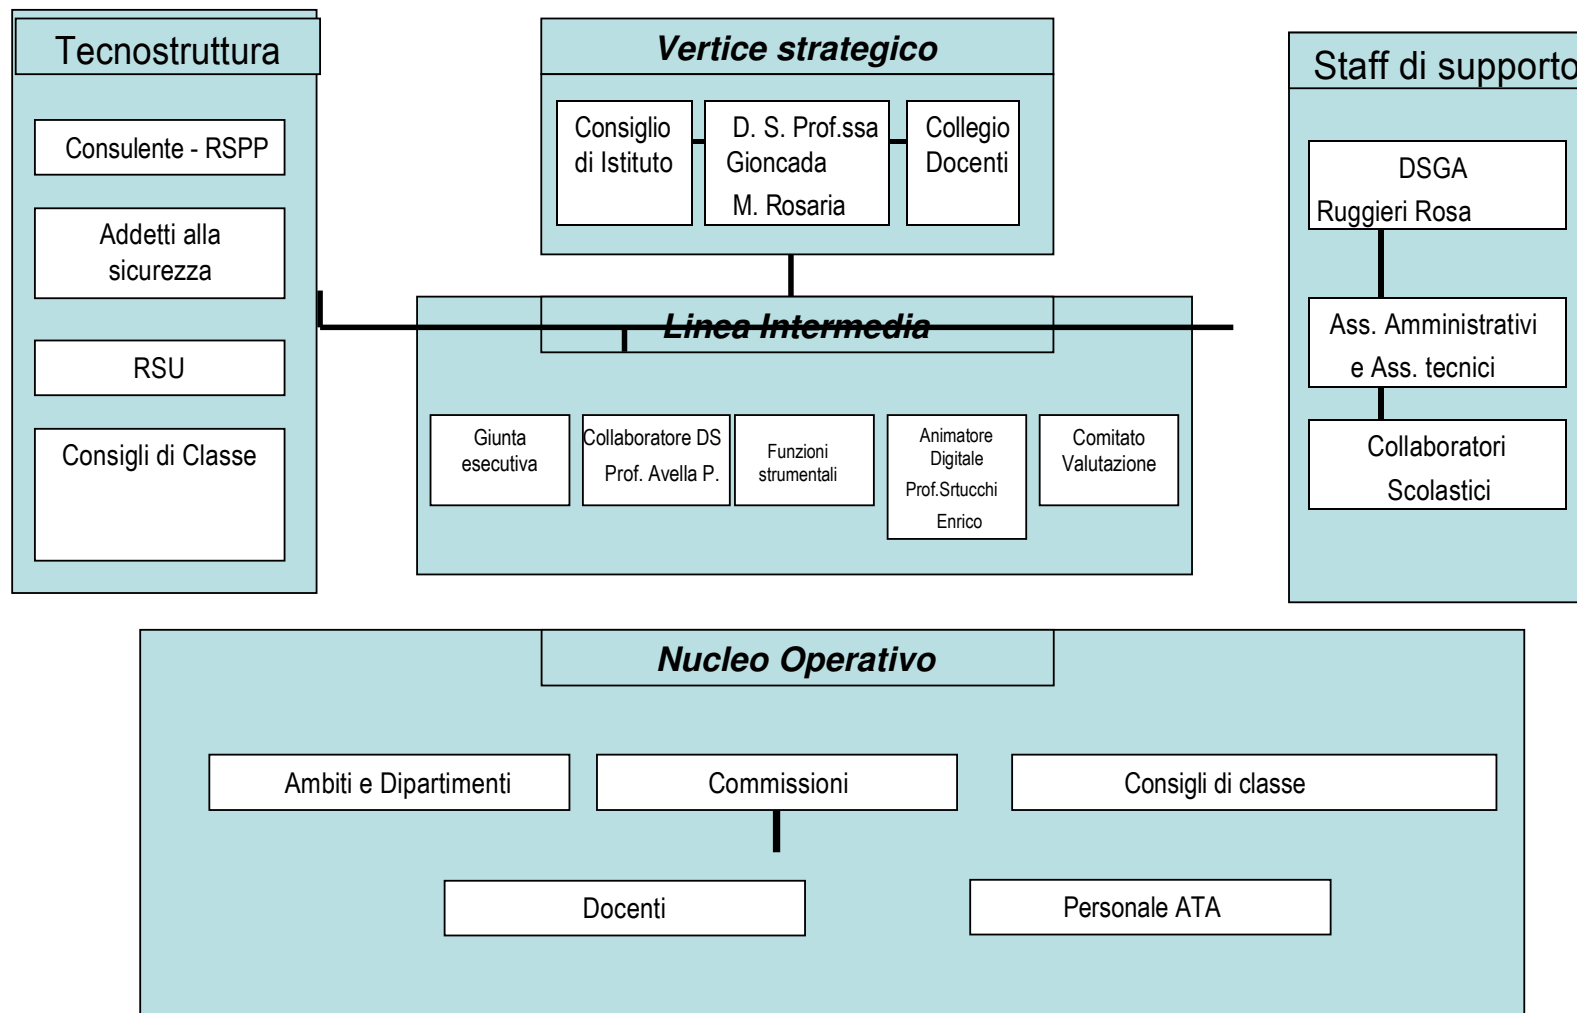 Tecnostruttura
Consulente - RSPP
Addetti alla
sicurezza
RSU
Consigli di Classe
Vertice strategico
Consiglio
di Istituto
D. S. Prof.ssa
Gioncada
M. Rosaria
Collegio
Docenti
Staff di supporto
DSGA
Ruggieri Rosa
Ass. Amministrativi
e Ass. tecnici
Collaboratori
Scolastici
Linea Intermedia
Giunta
esecutiva
Collaboratore DS
Prof. Avella P.
Funzioni
strumentali
Animatore
Digitale
Prof.Srtucchi
Enrico
Comitato
Valutazione
Nucleo Operativo
Ambiti e Dipartimenti
Commissioni
Consigli di classe
Docenti
Personale ATA